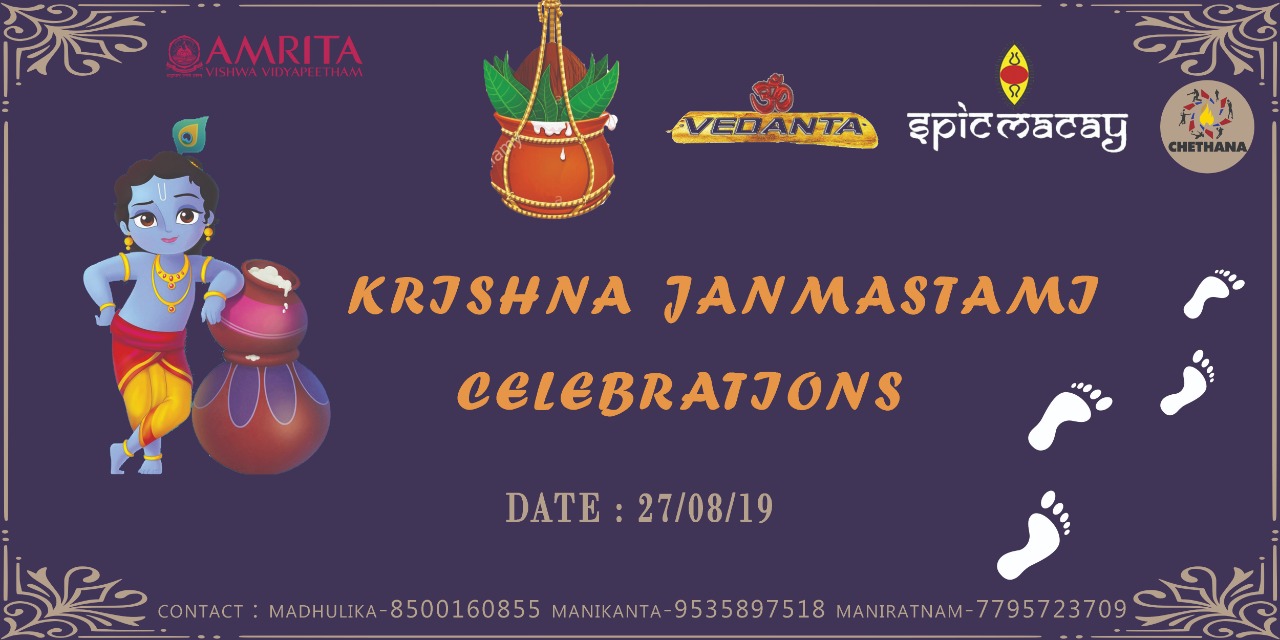 AMRITA
VISHWA VIDYAPEETHAM
ॐ
VEDANTA
spicmacay
CHETHANA
KRISHNA JANMASTAMI
CELEBRATIONS
DATE : 27/08/19
CONTACT : MADHULIKA-8500160855 MANIKANTA-9535897518 MANIRATNAM-7795723709